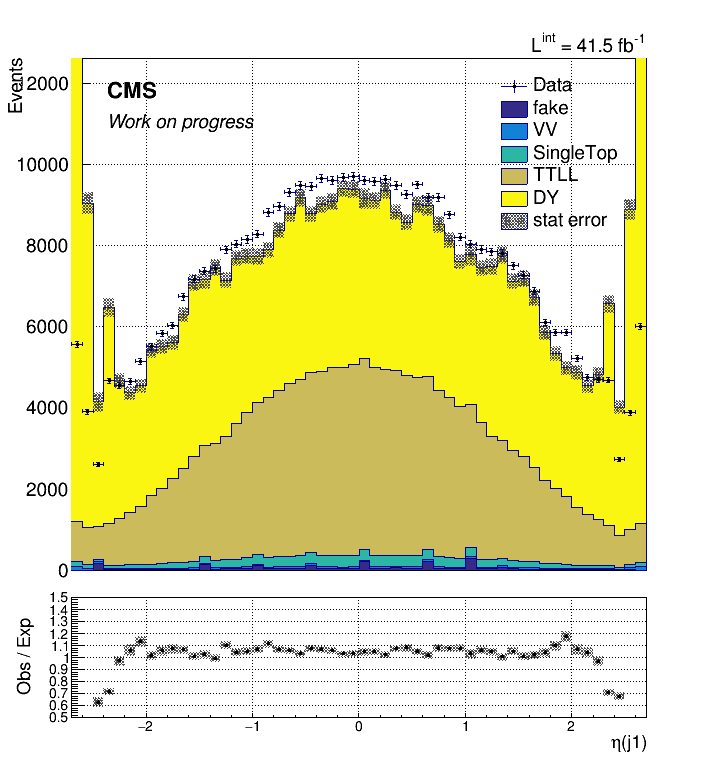 L^int = 41.5 fb^-1
Events
CMS
Work on progress
Data
fake
VV
SingleTop
TTLL
DY
stat error
12000
10000
8000
6000
4000
2000
0
Obs / Exp
1.5
1.4
1.3
1.2
1.1
1
0.9
0.8
0.7
0.6
0.5
−2 −1 0 1 2
η(j1)